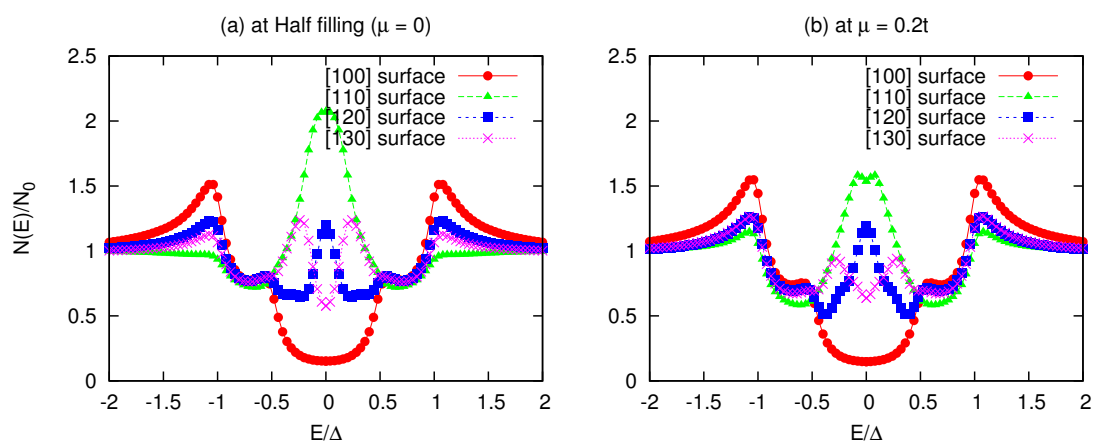 (a) at Half filling (μ = 0)
N(E)/N0
2.5
2
1.5
1
0.5
0
[100] surface
[110] surface
[120] surface
[130] surface
-2 -1.5 -1 -0.5 0 0.5 1 1.5 2
E/Δ
(b) at μ = 0.2t
2.5
2
1.5
1
0.5
0
[100] surface
[110] surface
[120] surface
[130] surface
-2 -1.5 -1 -0.5 0 0.5 1 1.5 2
E/Δ